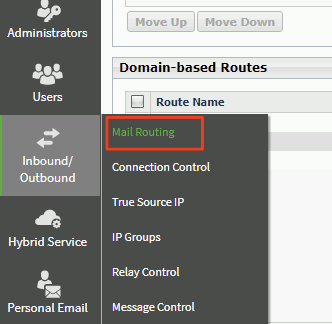 Move Up Move Down
Administrators
Domain-based Routes
Users
Route Name
Mail Routing
Inbound/
Outbound
Connection Control
True Source IP
Hybrid Service
IP Groups
Relay Control
Personal Email
Message Control